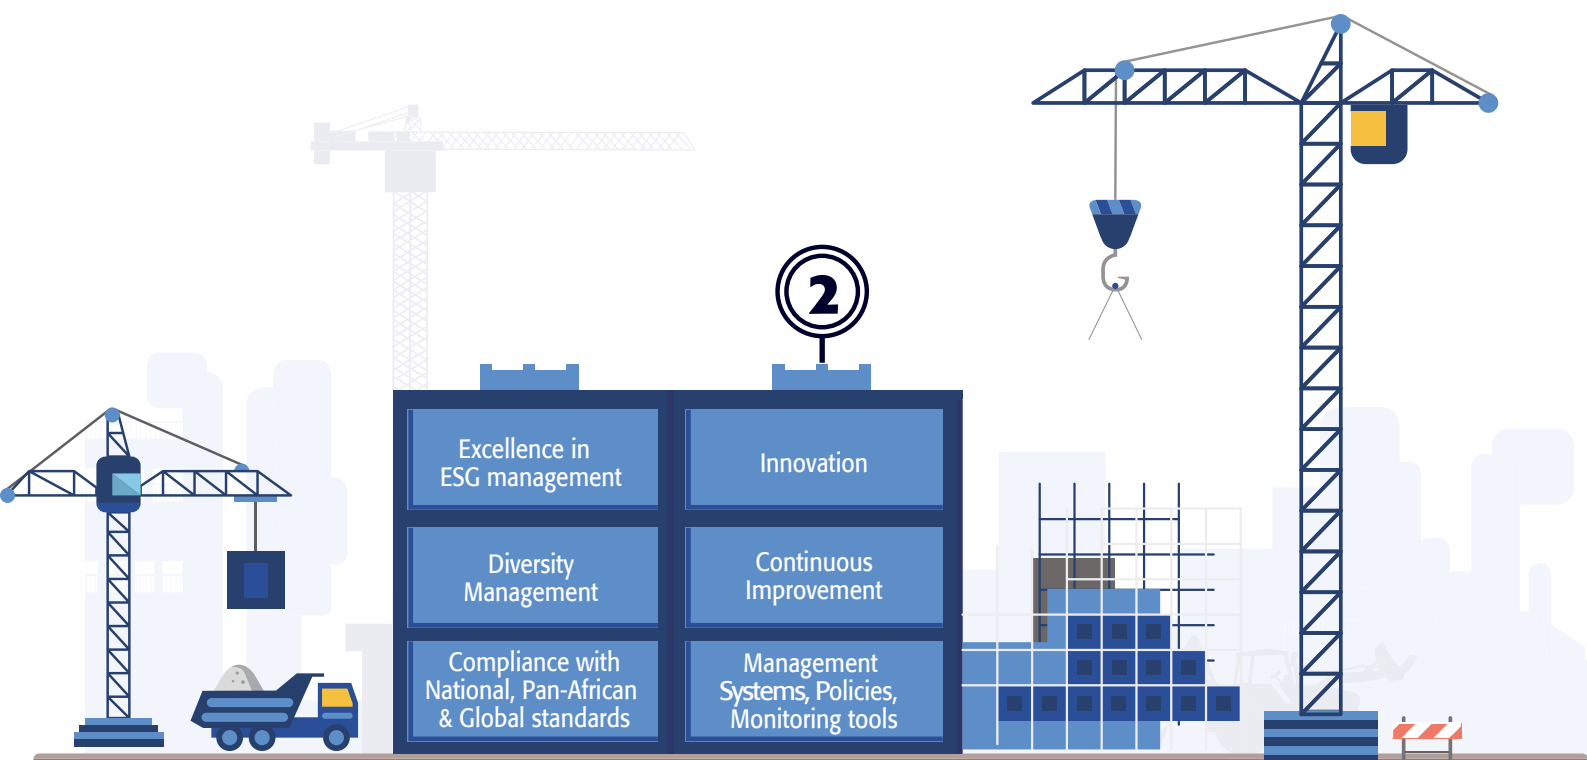 2
Excellence in
ESG management
Innovation
Diversity
Management
Continuous
Improvement
Compliance with
National, Pan-African
& Global standards
Management
Systems, Policies,
Monitoring tools